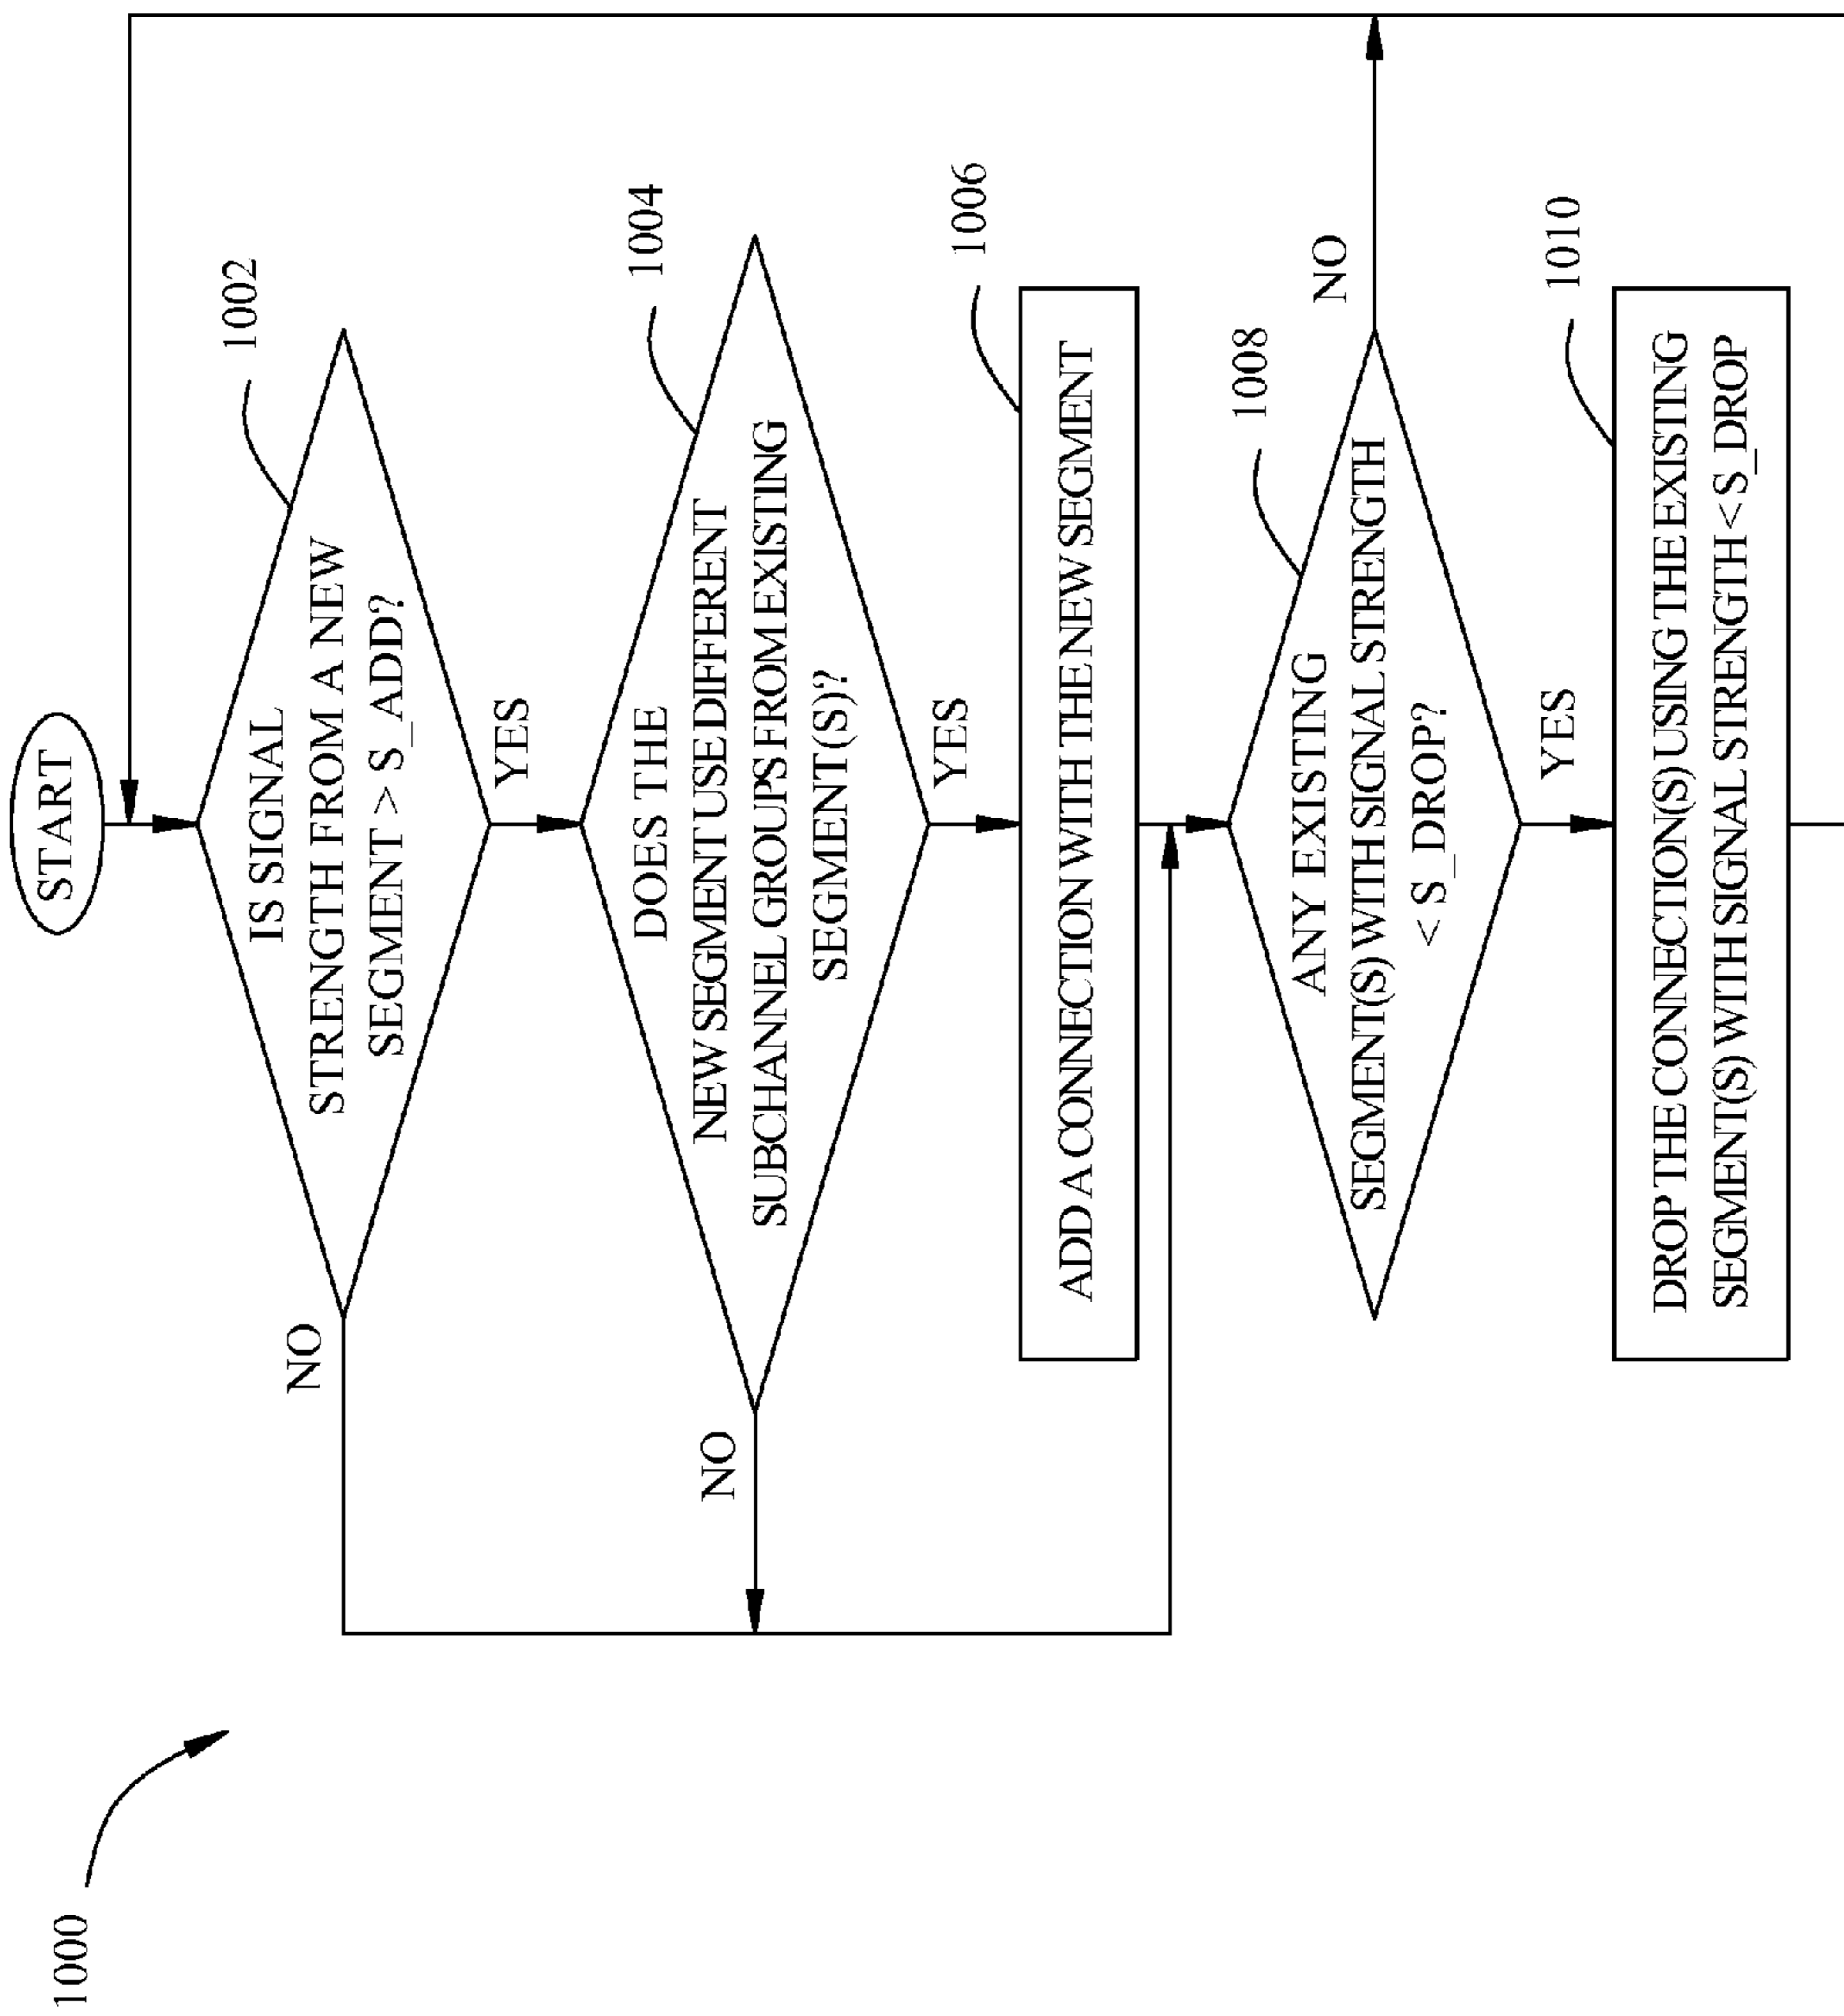 1000
START
1002
IS SIGNAL
STRENGTH FROM A NEW
SEGMENT > S_ADD?
NO
YES
1004
DOES THE
NEW SEGMENT USE DIFFERENT
SUBCHANNEL GROUPS FROM EXISTING
SEGMENT(S)?
NO
YES
1006
ADD A CONNECTION WITH THE NEW SEGMENT
1008
ANY EXISTING
SEGMENT(S) WITH SIGNAL STRENGTH
< S_DROP?
NO
YES
1010
DROP THE CONNECTION(S) USING THE EXISTING
SEGMENT(S) WITH SIGNAL STRENGTH < S_DROP